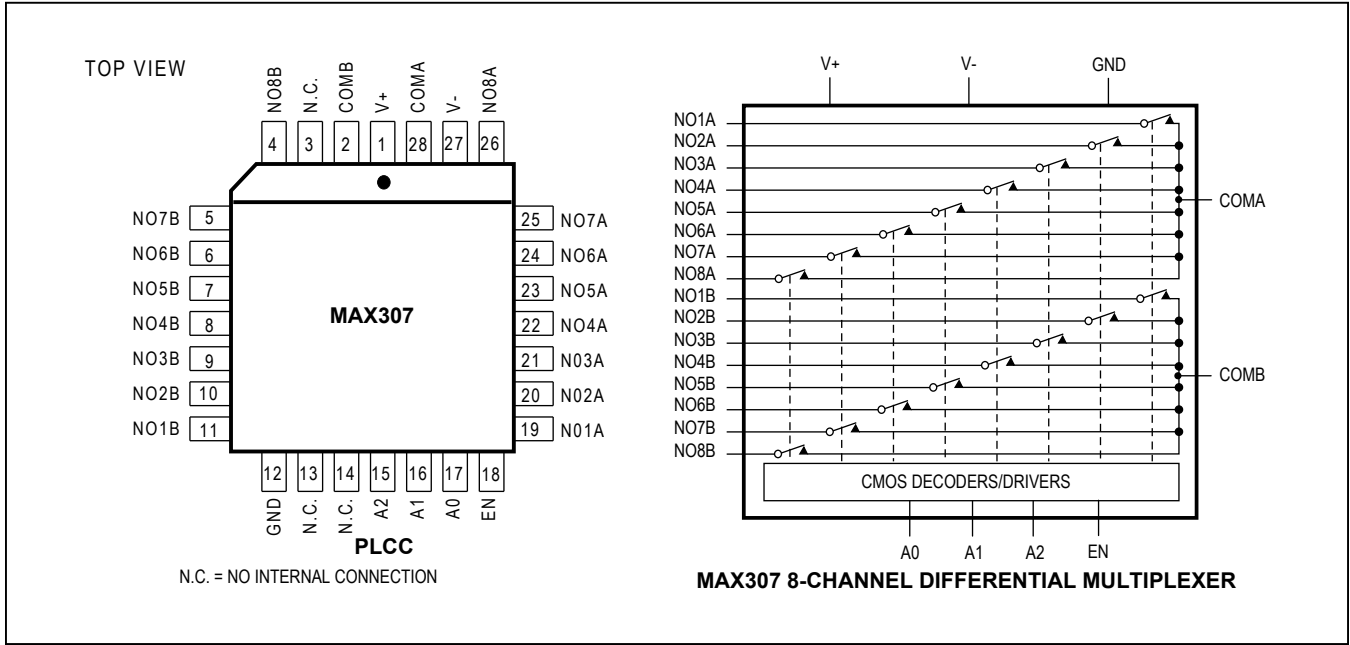 TOP VIEW
NO8B
N.C.
COMB
V+
COMA
V-
NO8A
4 3 2 1 28 27 26
NO7B 5
NO6B 6
NO5B 7
NO4B 8
NO3B 9
NO2B 10
NO1B 11
MAX307
25 NO7A
24 NO6A
23 NO5A
22 NO4A
21 N03A
20 N02A
19 N01A
12 13 14 15 16 17 18
GND
N.C.
N.C.
A2
A1
A0
EN
PLCC
N.C. = NO INTERNAL CONNECTION
V+ V- GND
NO1A
NO2A
NO3A
NO4A
NO5A
NO6A
NO7A
NO8A
NO1B
NO2B
NO3B
NO4B
NO5B
NO6B
NO7B
NO8B
COMA
COMB
CMOS DECODERS/DRIVERS
A0 A1 A2 EN
MAX307 8-CHANNEL DIFFERENTIAL MULTIPLEXER